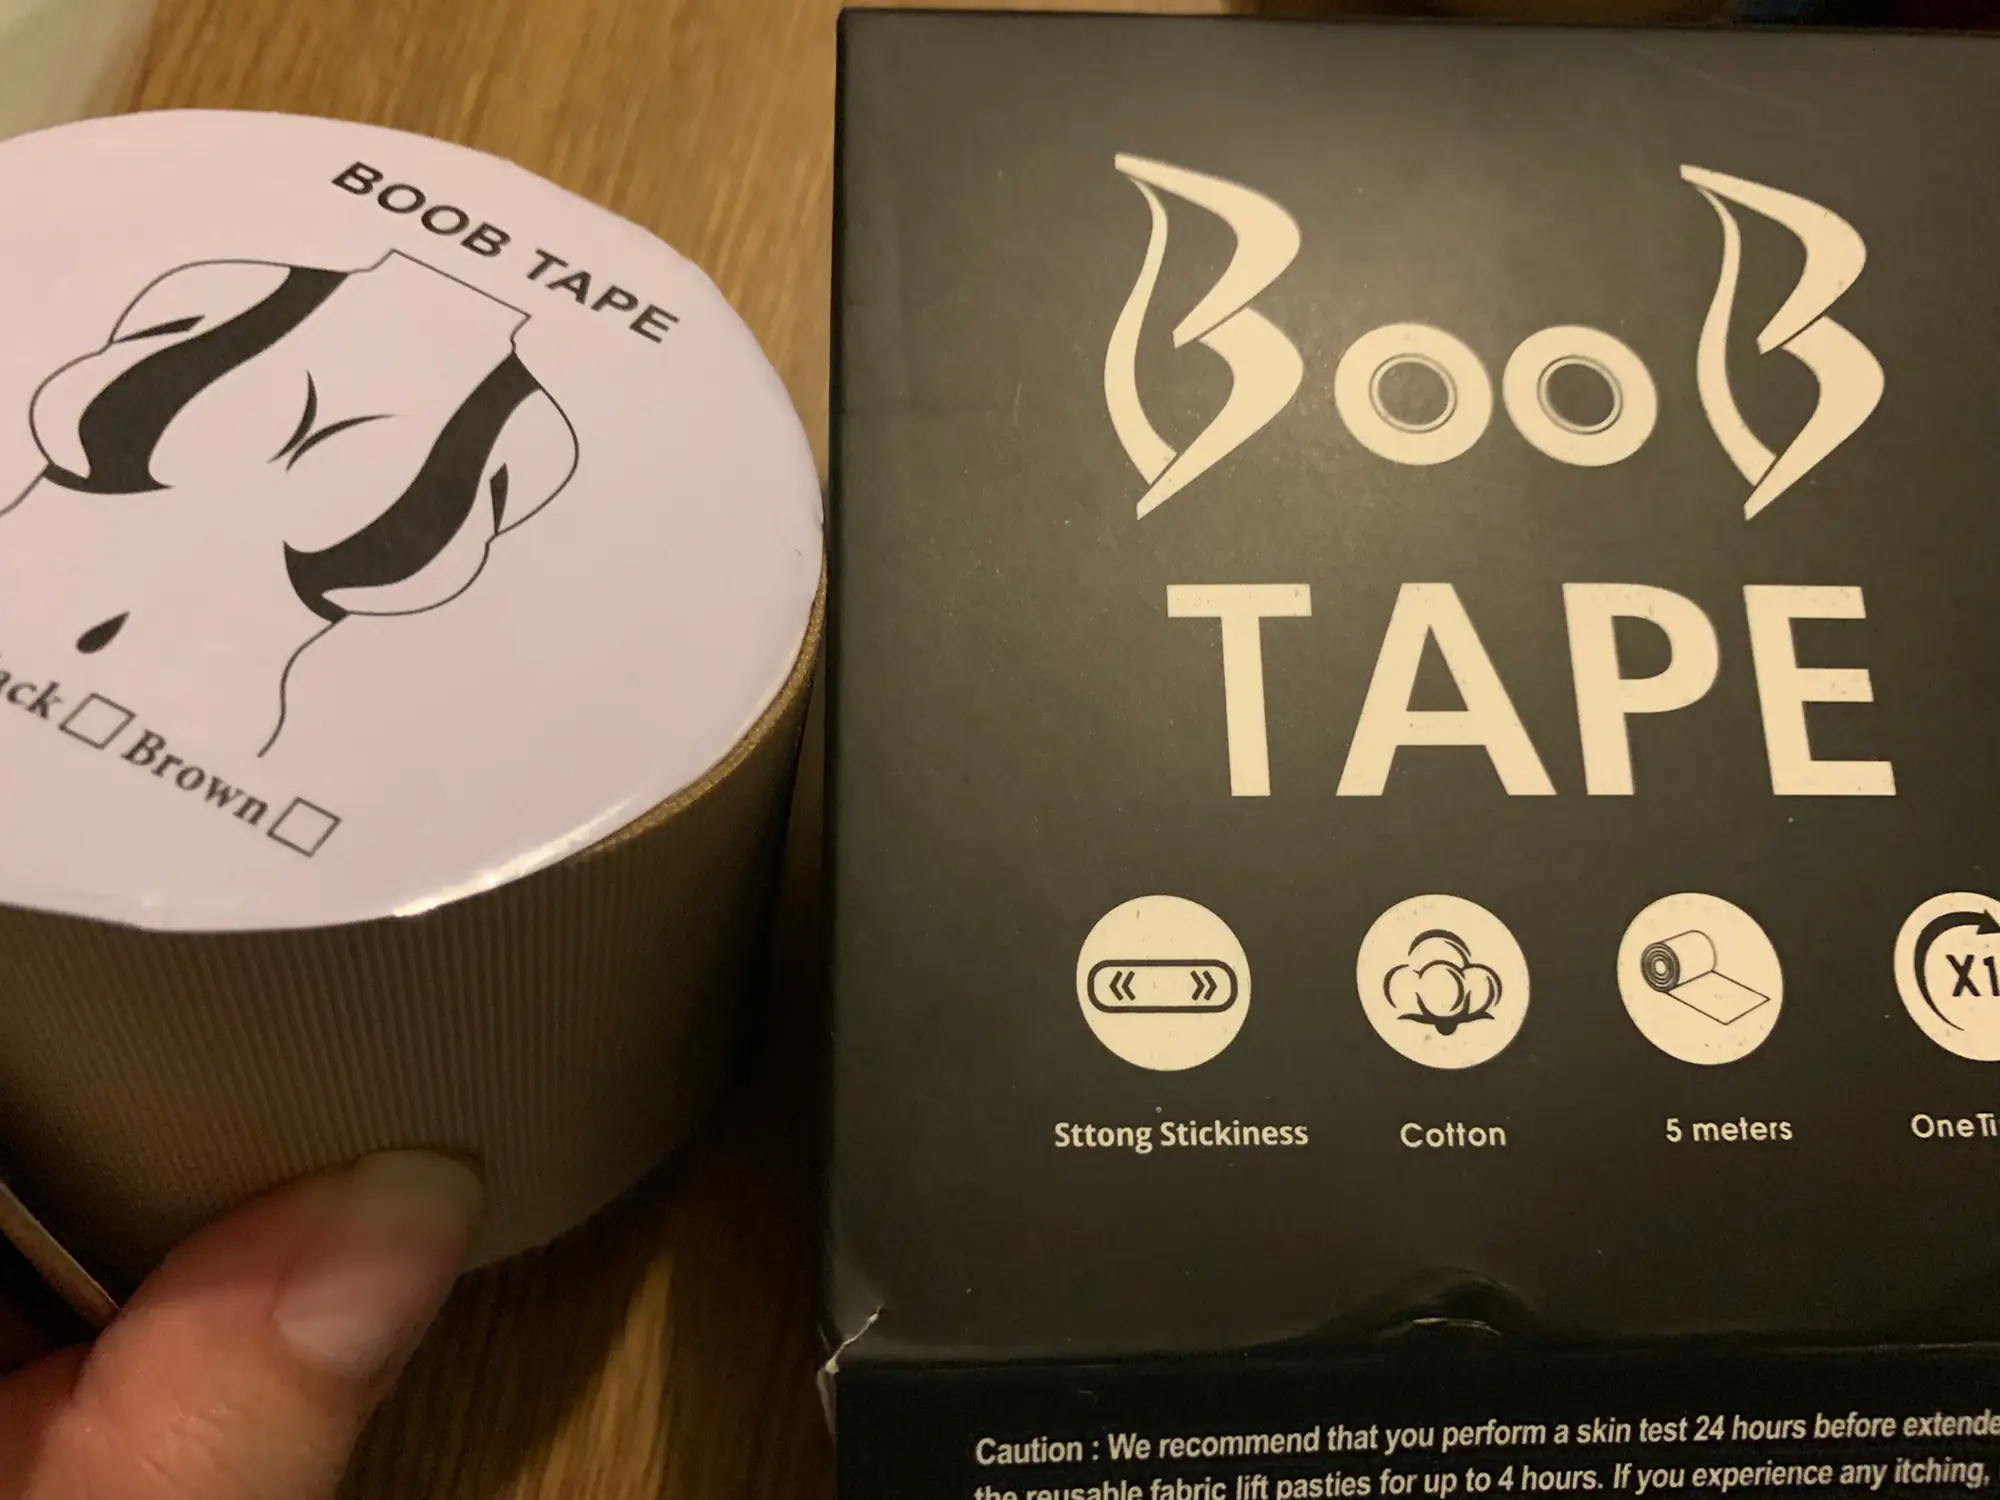 BOOB TAPE
ack Brown
BooB
TAPE
X1
Sttong Stickiness
Cotton
5 meters
OneTi
Caution : We recommend that you perform a skin test 24 hours before extende
the reusable fabric lift pasties for up to 4 hours. If you experience any itching,